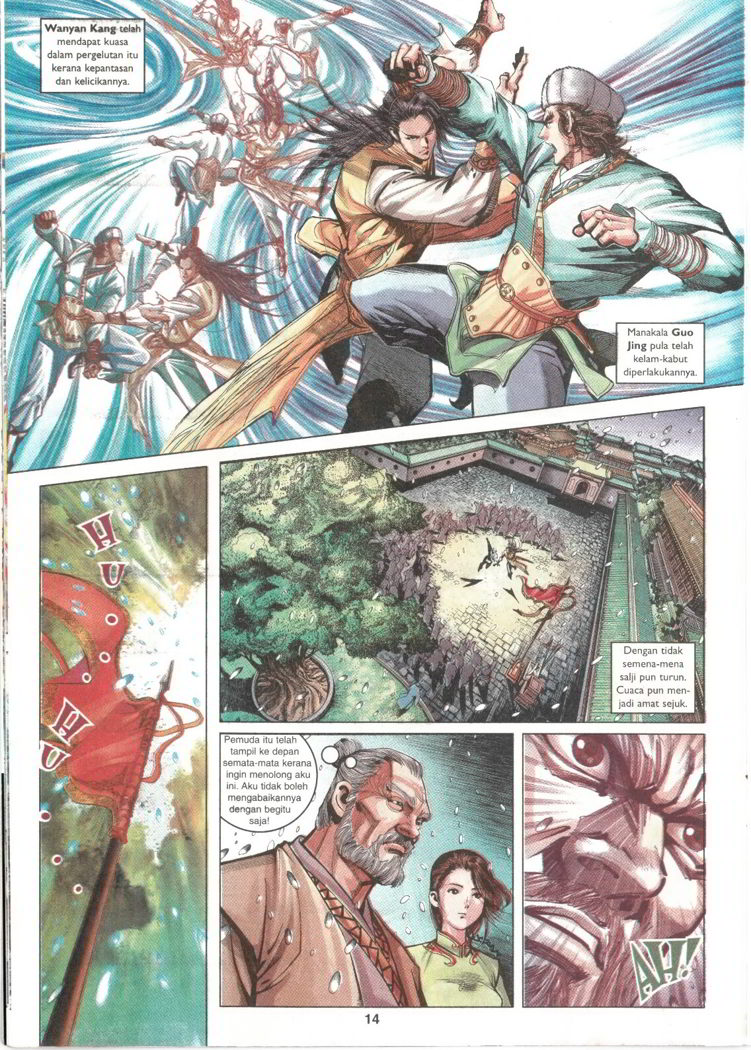 Wanyan Kang telah
mendapat kuasa
dalam pergelutan itu
kerana kepantasan
dan kelicikannya.
Manakala Guo
Jing pula telah
kelam-kabut
diperlakukannya.
HU
HU
Dengan tidak
semena-mena
salji pun turun.
Cuaca pun men-
jadi amat sejuk.
Pemuda itu telah
tampil ke depan
semata-mata kerana
ingin menolong aku
ini. Aku tidak boleh
mengabaikannya
dengan begitu
saja!
AH!
14